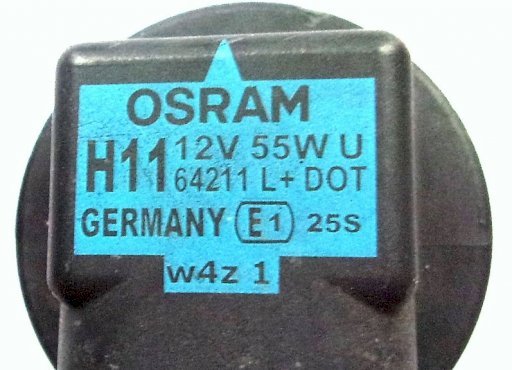 OSRAM
H11 12V 55W U
64211 L+ DOT
GERMANY E1 25S
w4z 1